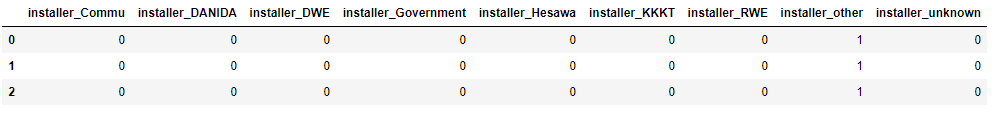 installer_Commu installer_DANIDA installer_DWE installer_Government installer_Hesawa installer_KKKT installer_RWE installer_other installer_unknown
0 0 0 0 0 0 0 0 1 0
1 0 0 0 0 0 0 0 1 0
2 0 0 0 0 0 0 0 1 0